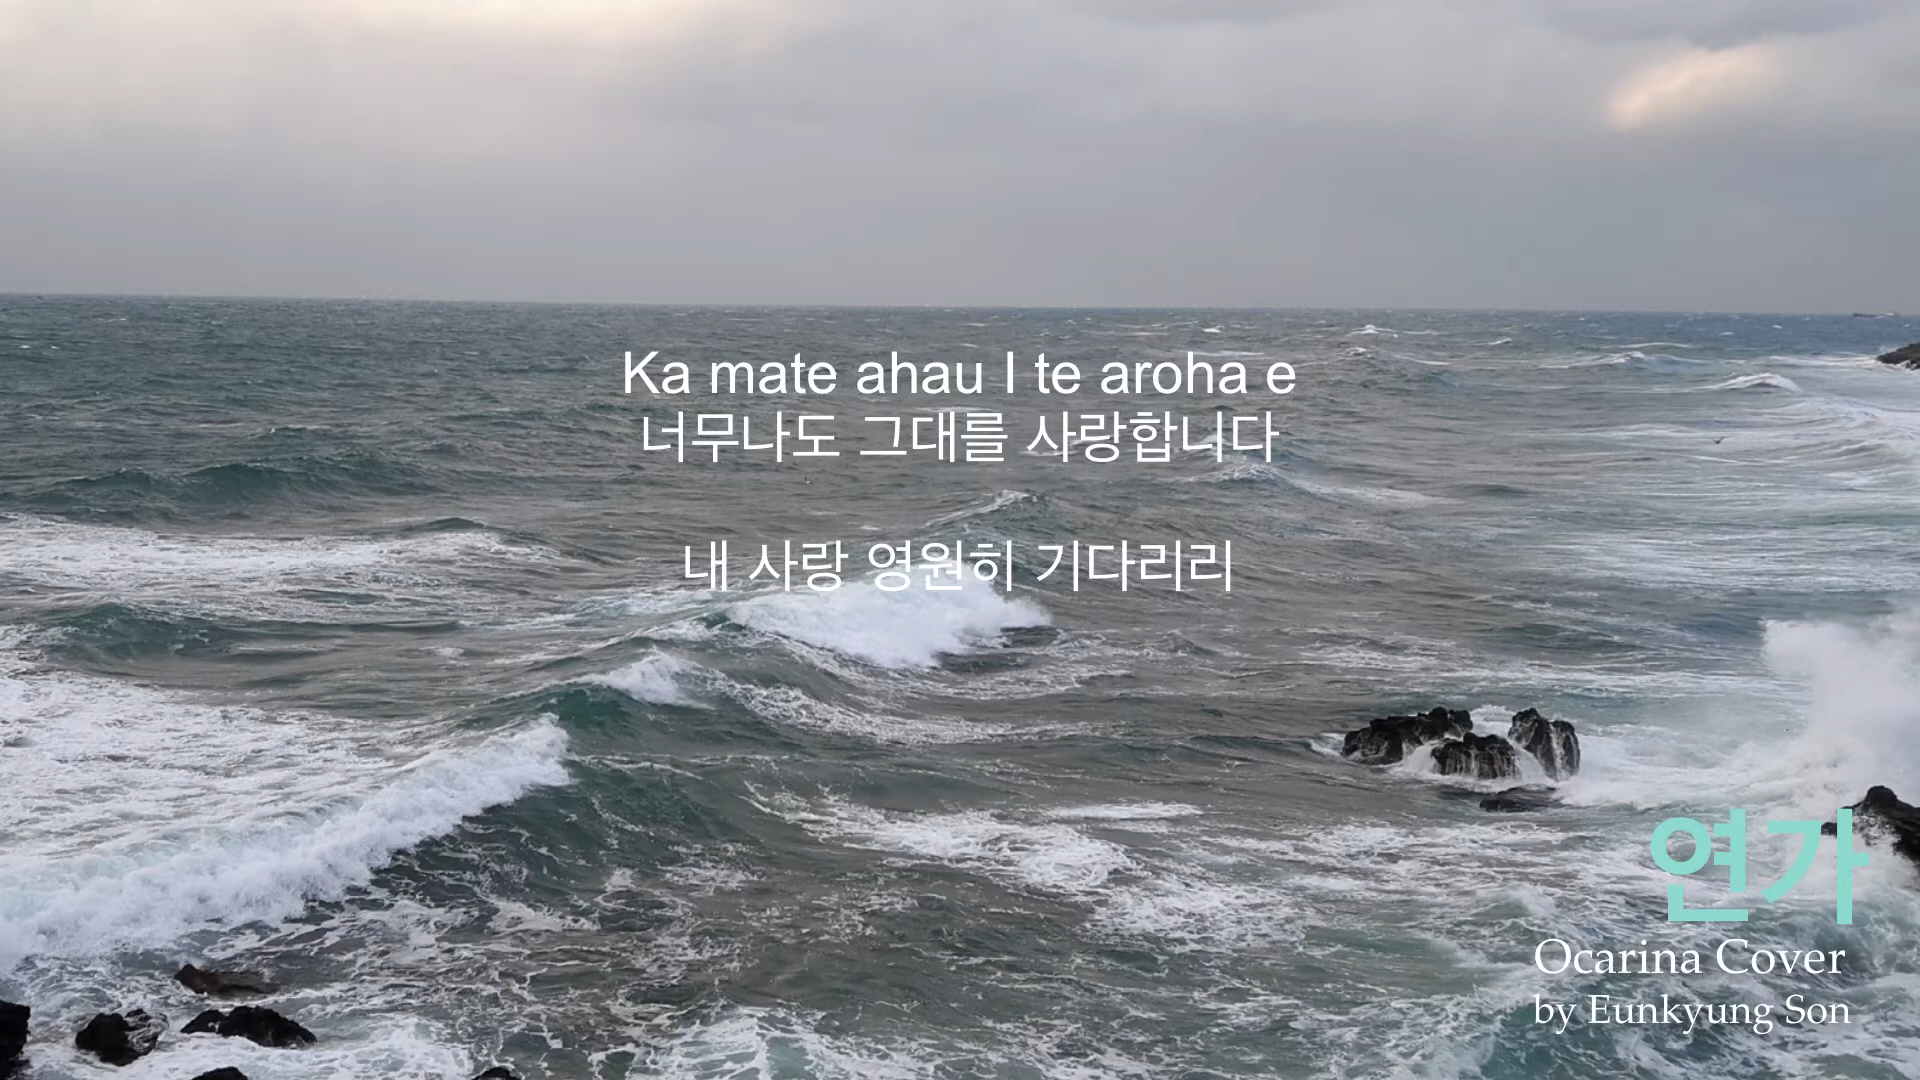 Ka mate ahau I te aroha e
너무나도 그대를 사랑합니다
내 사랑 영원히 기다리리
연가
Ocarina Cover
by Eunkyung Son